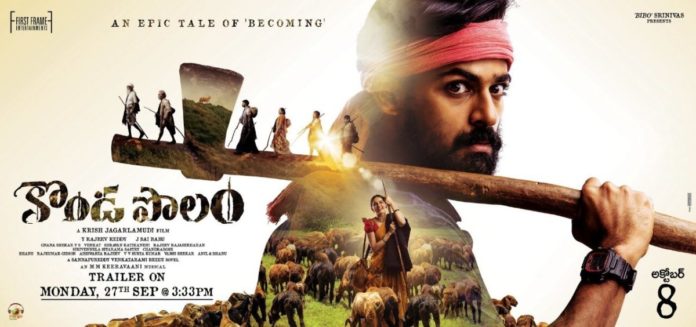 FIRST FRAME
ENTERTAINMENTS
AN EPIC TALE OF 'BECOMING'
'BIBO' SRINIVAS
PRESENTS
కొండ పొలం
A KRISH JAGARLAMUDI FILM
Y RAJEEV REDDY J SAI BABU
A SANNAPUREDDY VENKATARAMI REDDY NOVEL
AN M M KEERAVAANI MUSICAL
TRAILER ON
MONDAY, 27TH SEP @ 3:33PM
అక్టోబర్
8